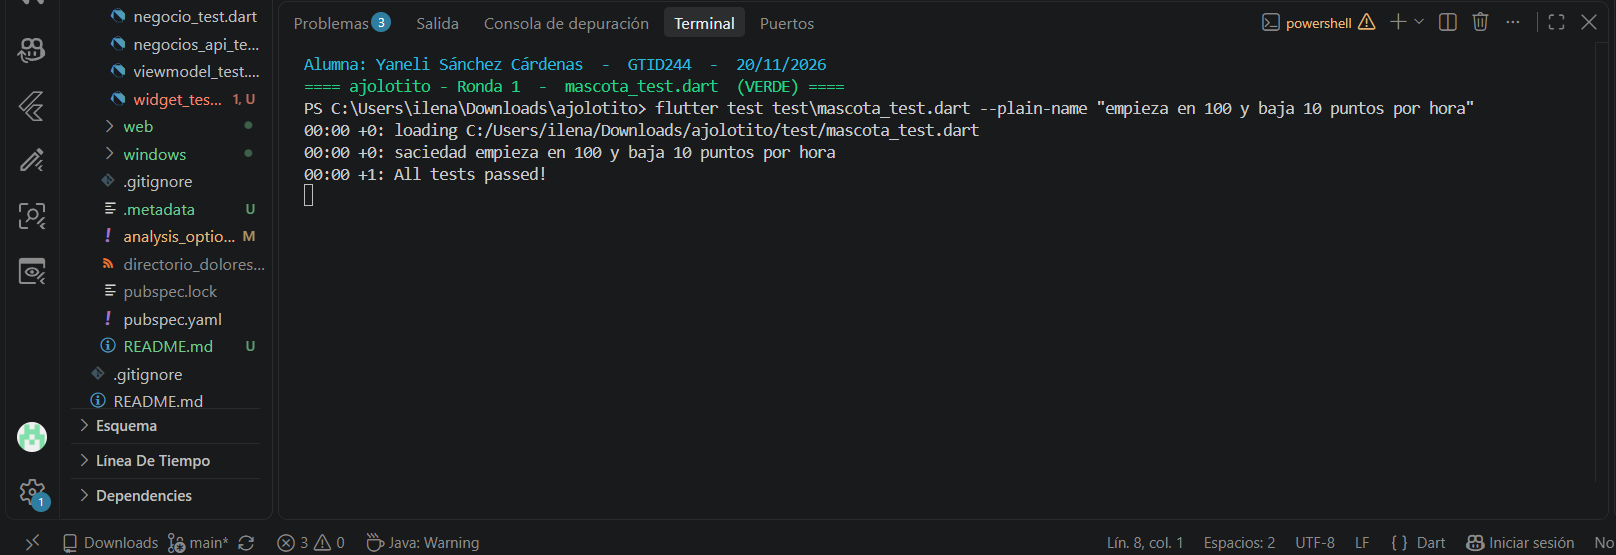 negocio_test.dart
negocios_api_te...
viewmodel_test....
widget_tes... 1, U
web
windows
.gitignore
.metadata U
analysis_optio... M
directorio_dolores...
pubspec.lock
pubspec.yaml
README.md U
.gitignore
README.md
Esquema
Línea De Tiempo
Dependencies
1
Problemas 3 Salida Consola de depuración Terminal Puertos
powershell
Alumna: Yaneli Sánchez Cárdenas - GTID244 - 20/11/2026
==== ajolotito - Ronda 1 - mascota_test.dart (VERDE) ====
PS C:\Users\ilena\Downloads\ajolotito> flutter test test\mascota_test.dart --plain-name "empieza en 100 y baja 10 puntos por hora"
00:00 +0: loading C:/Users/ilena/Downloads/ajolotito/test/mascota_test.dart
00:00 +0: saciedad empieza en 100 y baja 10 puntos por hora
00:00 +1: All tests passed!
Downloads main* 3 0 Java: Warning Lín. 8, col. 1 Espacios: 2 UTF-8 LF { } Dart Iniciar sesión No